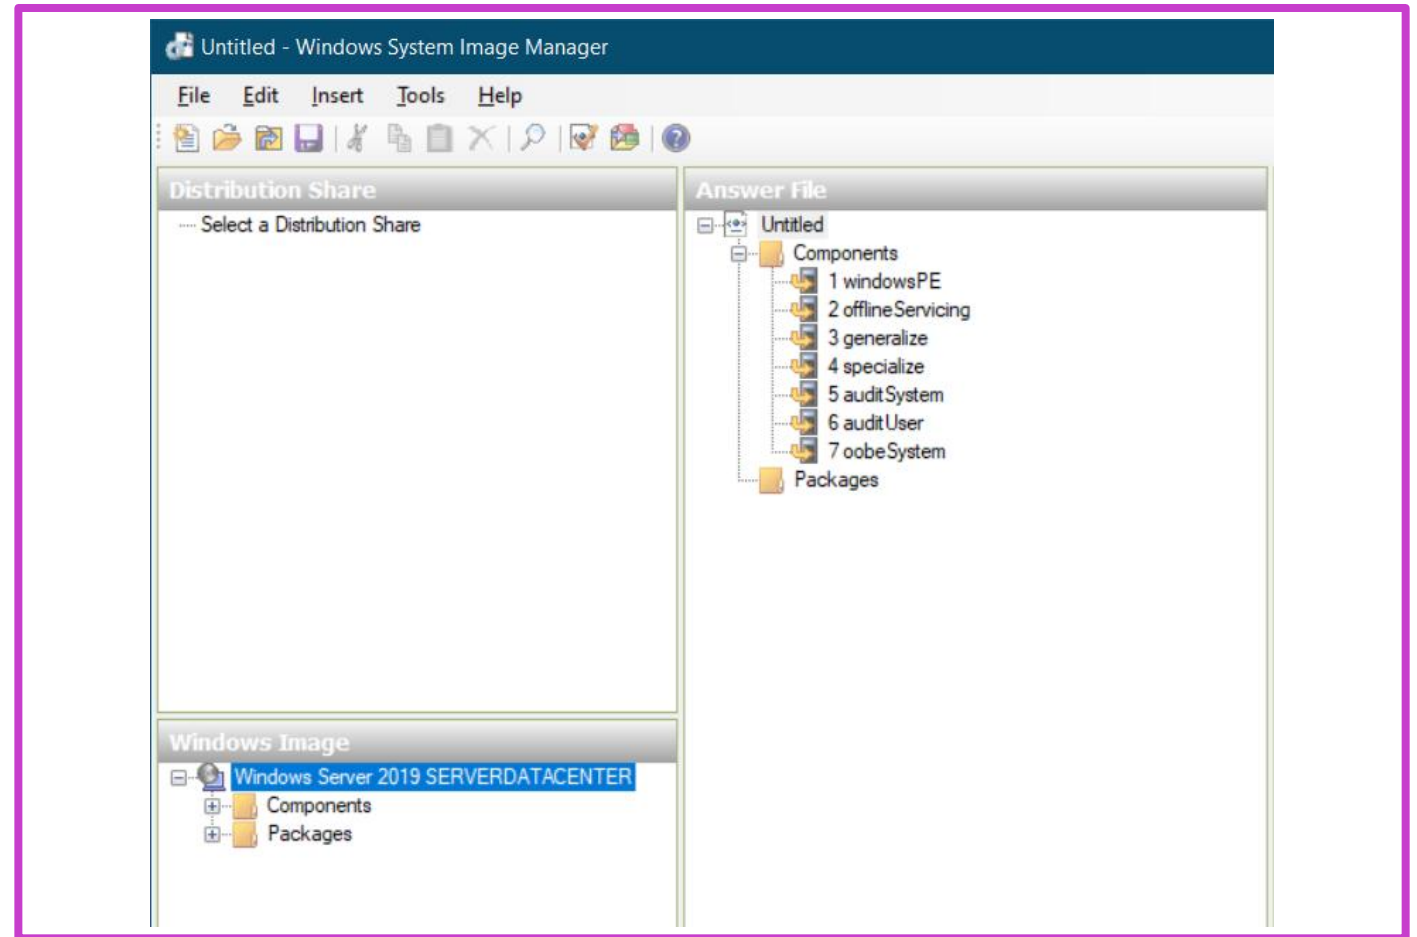 Untitled - Windows System Image Manager
File Edit Insert Tools Help
Distribution Share
Select a Distribution Share
Answer File
Untitled
Components
1 windowsPE
2 offlineServicing
3 generalize
4 specialize
5 auditSystem
6 auditUser
7 oobeSystem
Packages
Windows Image
Windows Server 2019 SERVERDATACENTER
Components
Packages